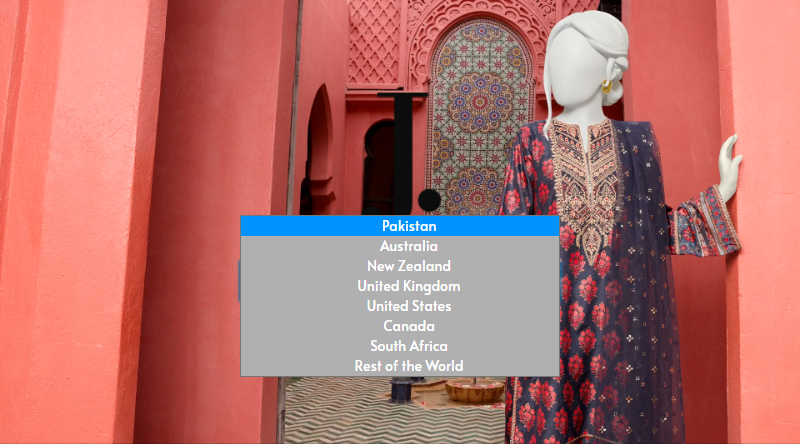 Pakistan
Australia
New Zealand
United Kingdom
United States
Canada
South Africa
Rest of the World